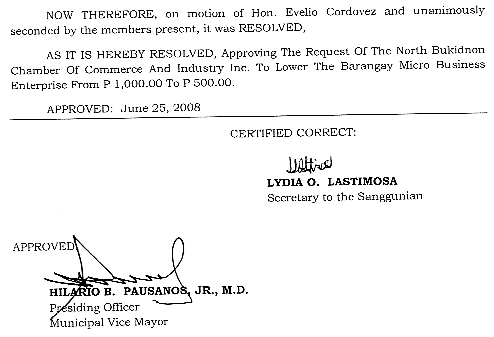 NOW THEREFORE, on motion of Hon. Evelio Cordovez and unanimously
seconded by the members present, it was RESOLVED,
AS IT IS HEREBY RESOLVED, Approving The Request Of The North Bukidnon
Chamber Of Commerce And Industry Inc. To Lower The Barangay Micro Business
Enterprise From P 1,000.00 To P 500.00.
APPROVED: June 25, 2008
CERTIFIED CORRECT:
LYDIA O. LASTIMOSA
Secretary to the Sanggunian
APPROVED
HILARIO B. PAUSANOS, JR., M.D.
Presiding Officer
Municipal Vice Mayor